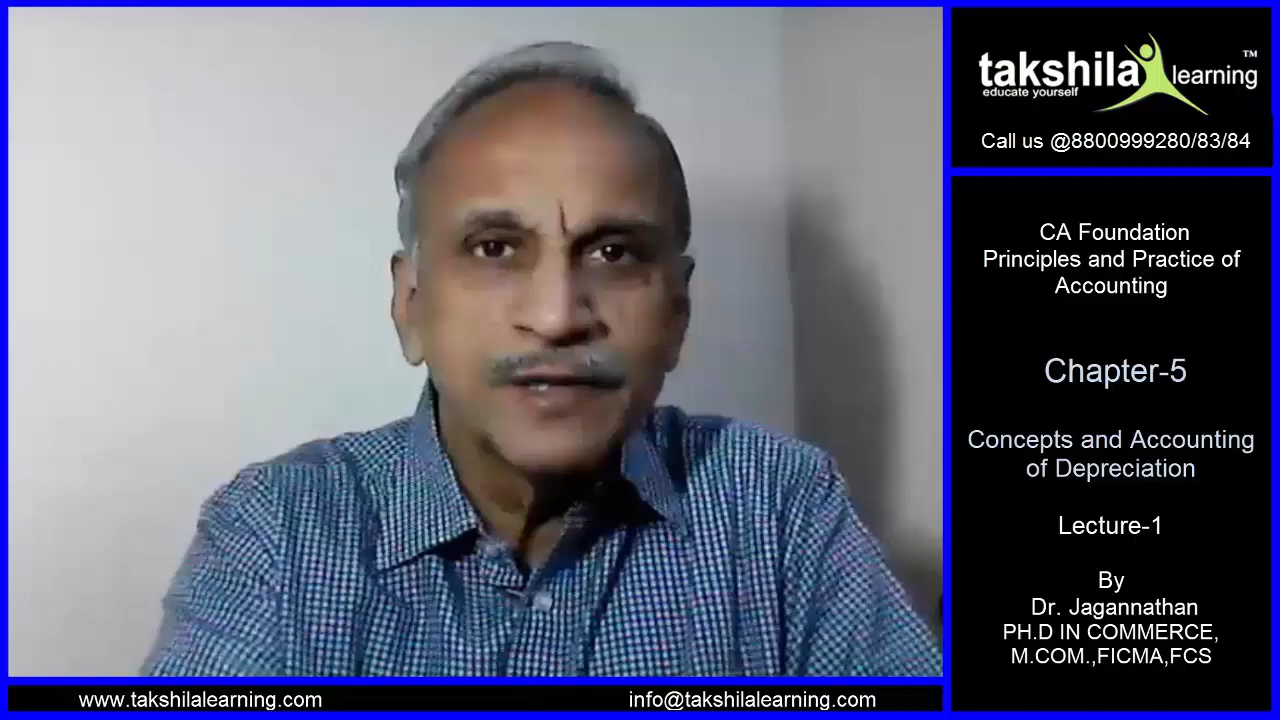 takshila learning ™
educate yourself
Call us @8800999280/83/84
CA Foundation
Principles and Practice of
Accounting
Chapter-5
Concepts and Accounting
of Depreciation
Lecture-1
By
Dr. Jagannathan
PH.D IN COMMERCE,
M.COM.,FICMA,FCS
www.takshilalearning.com
info@takshilalearning.com